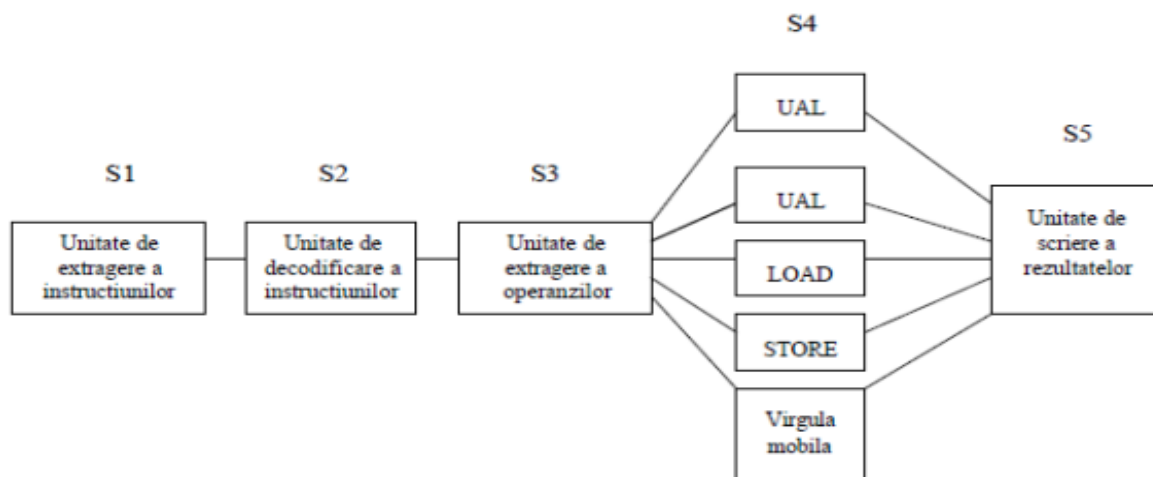 S4
UAL
S5
S1
S2
S3
UAL
Unitate de
extragere a
instructiunilor
Unitate de
decodificare a
instructiunilor
Unitate de
extragere a
operanzilor
Unitate de
scriere a
rezultatelor
LOAD
STORE
Virgula
mobila